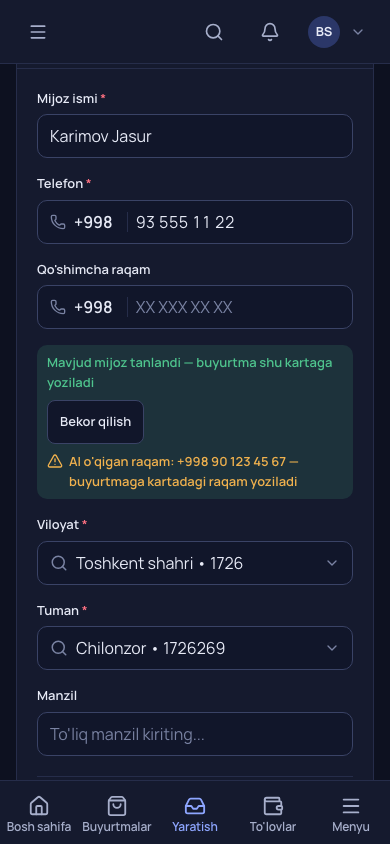 BS
Mijoz ismi *
Karimov Jasur
Telefon *
+998 93 555 11 22
Qo'shimcha raqam
+998 XX XXX XX XX
Mavjud mijoz tanlandi — buyurtma shu kartaga
yoziladi
Bekor qilish
AI o'qigan raqam: +998 90 123 45 67 —
buyurtmaga kartadagi raqam yoziladi
Viloyat *
Toshkent shahri • 1726
Tuman *
Chilonzor • 1726269
Manzil
To'liq manzil kiriting...
Bosh sahifa Buyurtmalar Yaratish To'lovlar Menyu